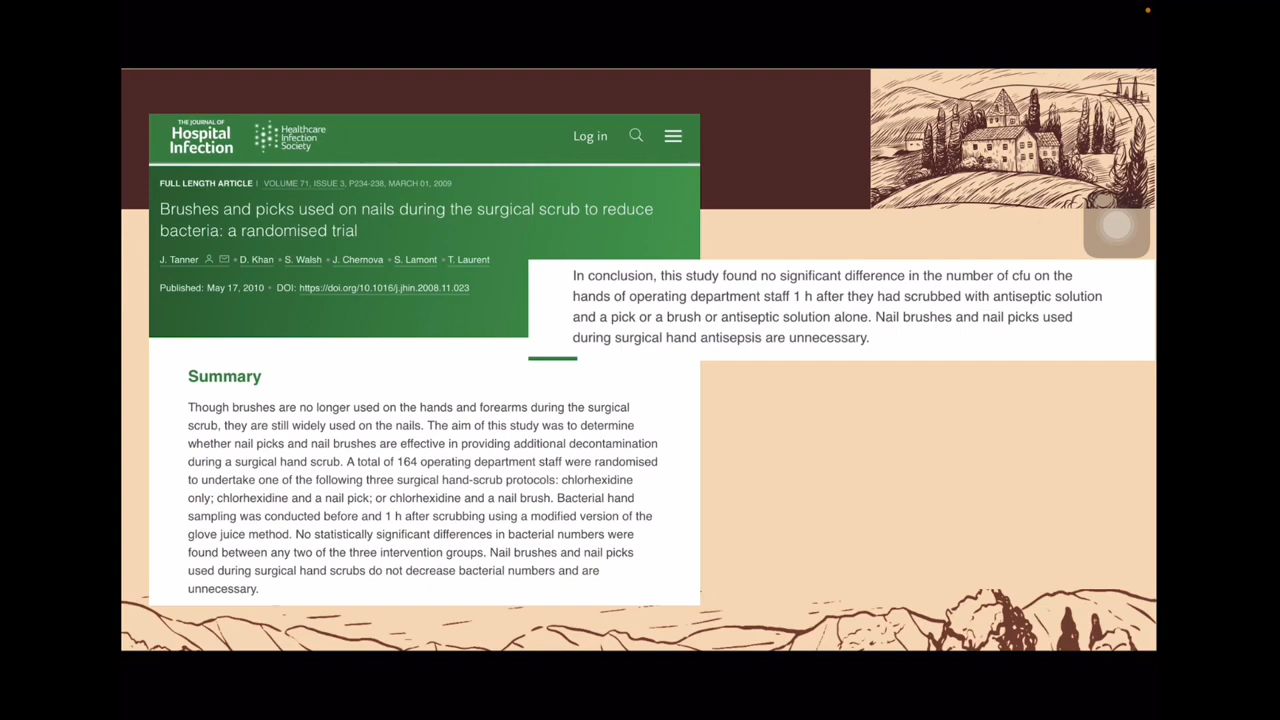 THE JOURNAL OF
Hospital
Infection
Healthcare
Infection
Society
Log in
FULL LENGTH ARTICLE | VOLUME 71, ISSUE 3, P234-238, MARCH 01, 2009
Brushes and picks used on nails during the surgical scrub to reduce
bacteria: a randomised trial
J. Tanner • D. Khan • S. Walsh • J. Chernova • S. Lamont • T. Laurent
Published: May 17, 2010 • DOI: https://doi.org/10.1016/j.jhin.2008.11.023
In conclusion, this study found no significant difference in the number of cfu on the
hands of operating department staff 1 h after they had scrubbed with antiseptic solution
and a pick or a brush or antiseptic solution alone. Nail brushes and nail picks used
during surgical hand antisepsis are unnecessary.
Summary
Though brushes are no longer used on the hands and forearms during the surgical
scrub, they are still widely used on the nails. The aim of this study was to determine
whether nail picks and nail brushes are effective in providing additional decontamination
during a surgical hand scrub. A total of 164 operating department staff were randomised
to undertake one of the following three surgical hand-scrub protocols: chlorhexidine
only; chlorhexidine and a nail pick; or chlorhexidine and a nail brush. Bacterial hand
sampling was conducted before and 1 h after scrubbing using a modified version of the
glove juice method. No statistically significant differences in bacterial numbers were
found between any two of the three intervention groups. Nail brushes and nail picks
used during surgical hand scrubs do not decrease bacterial numbers and are
unnecessary.